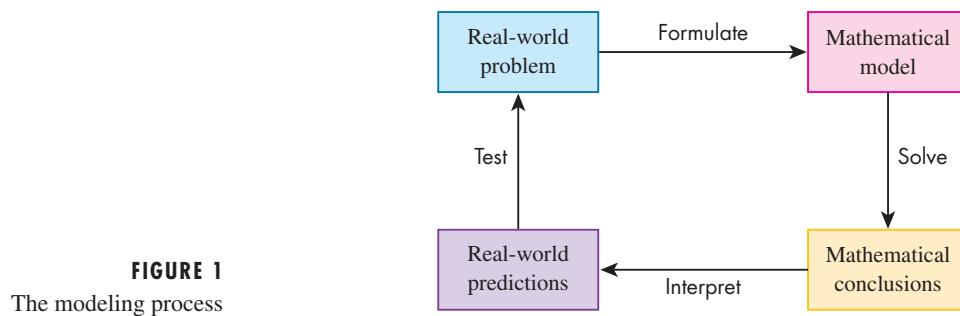 Real-world
problem
Formulate
Mathematical
model
Test
Solve
Real-world
predictions
Interpret
Mathematical
conclusions
FIGURE 1
The modeling process